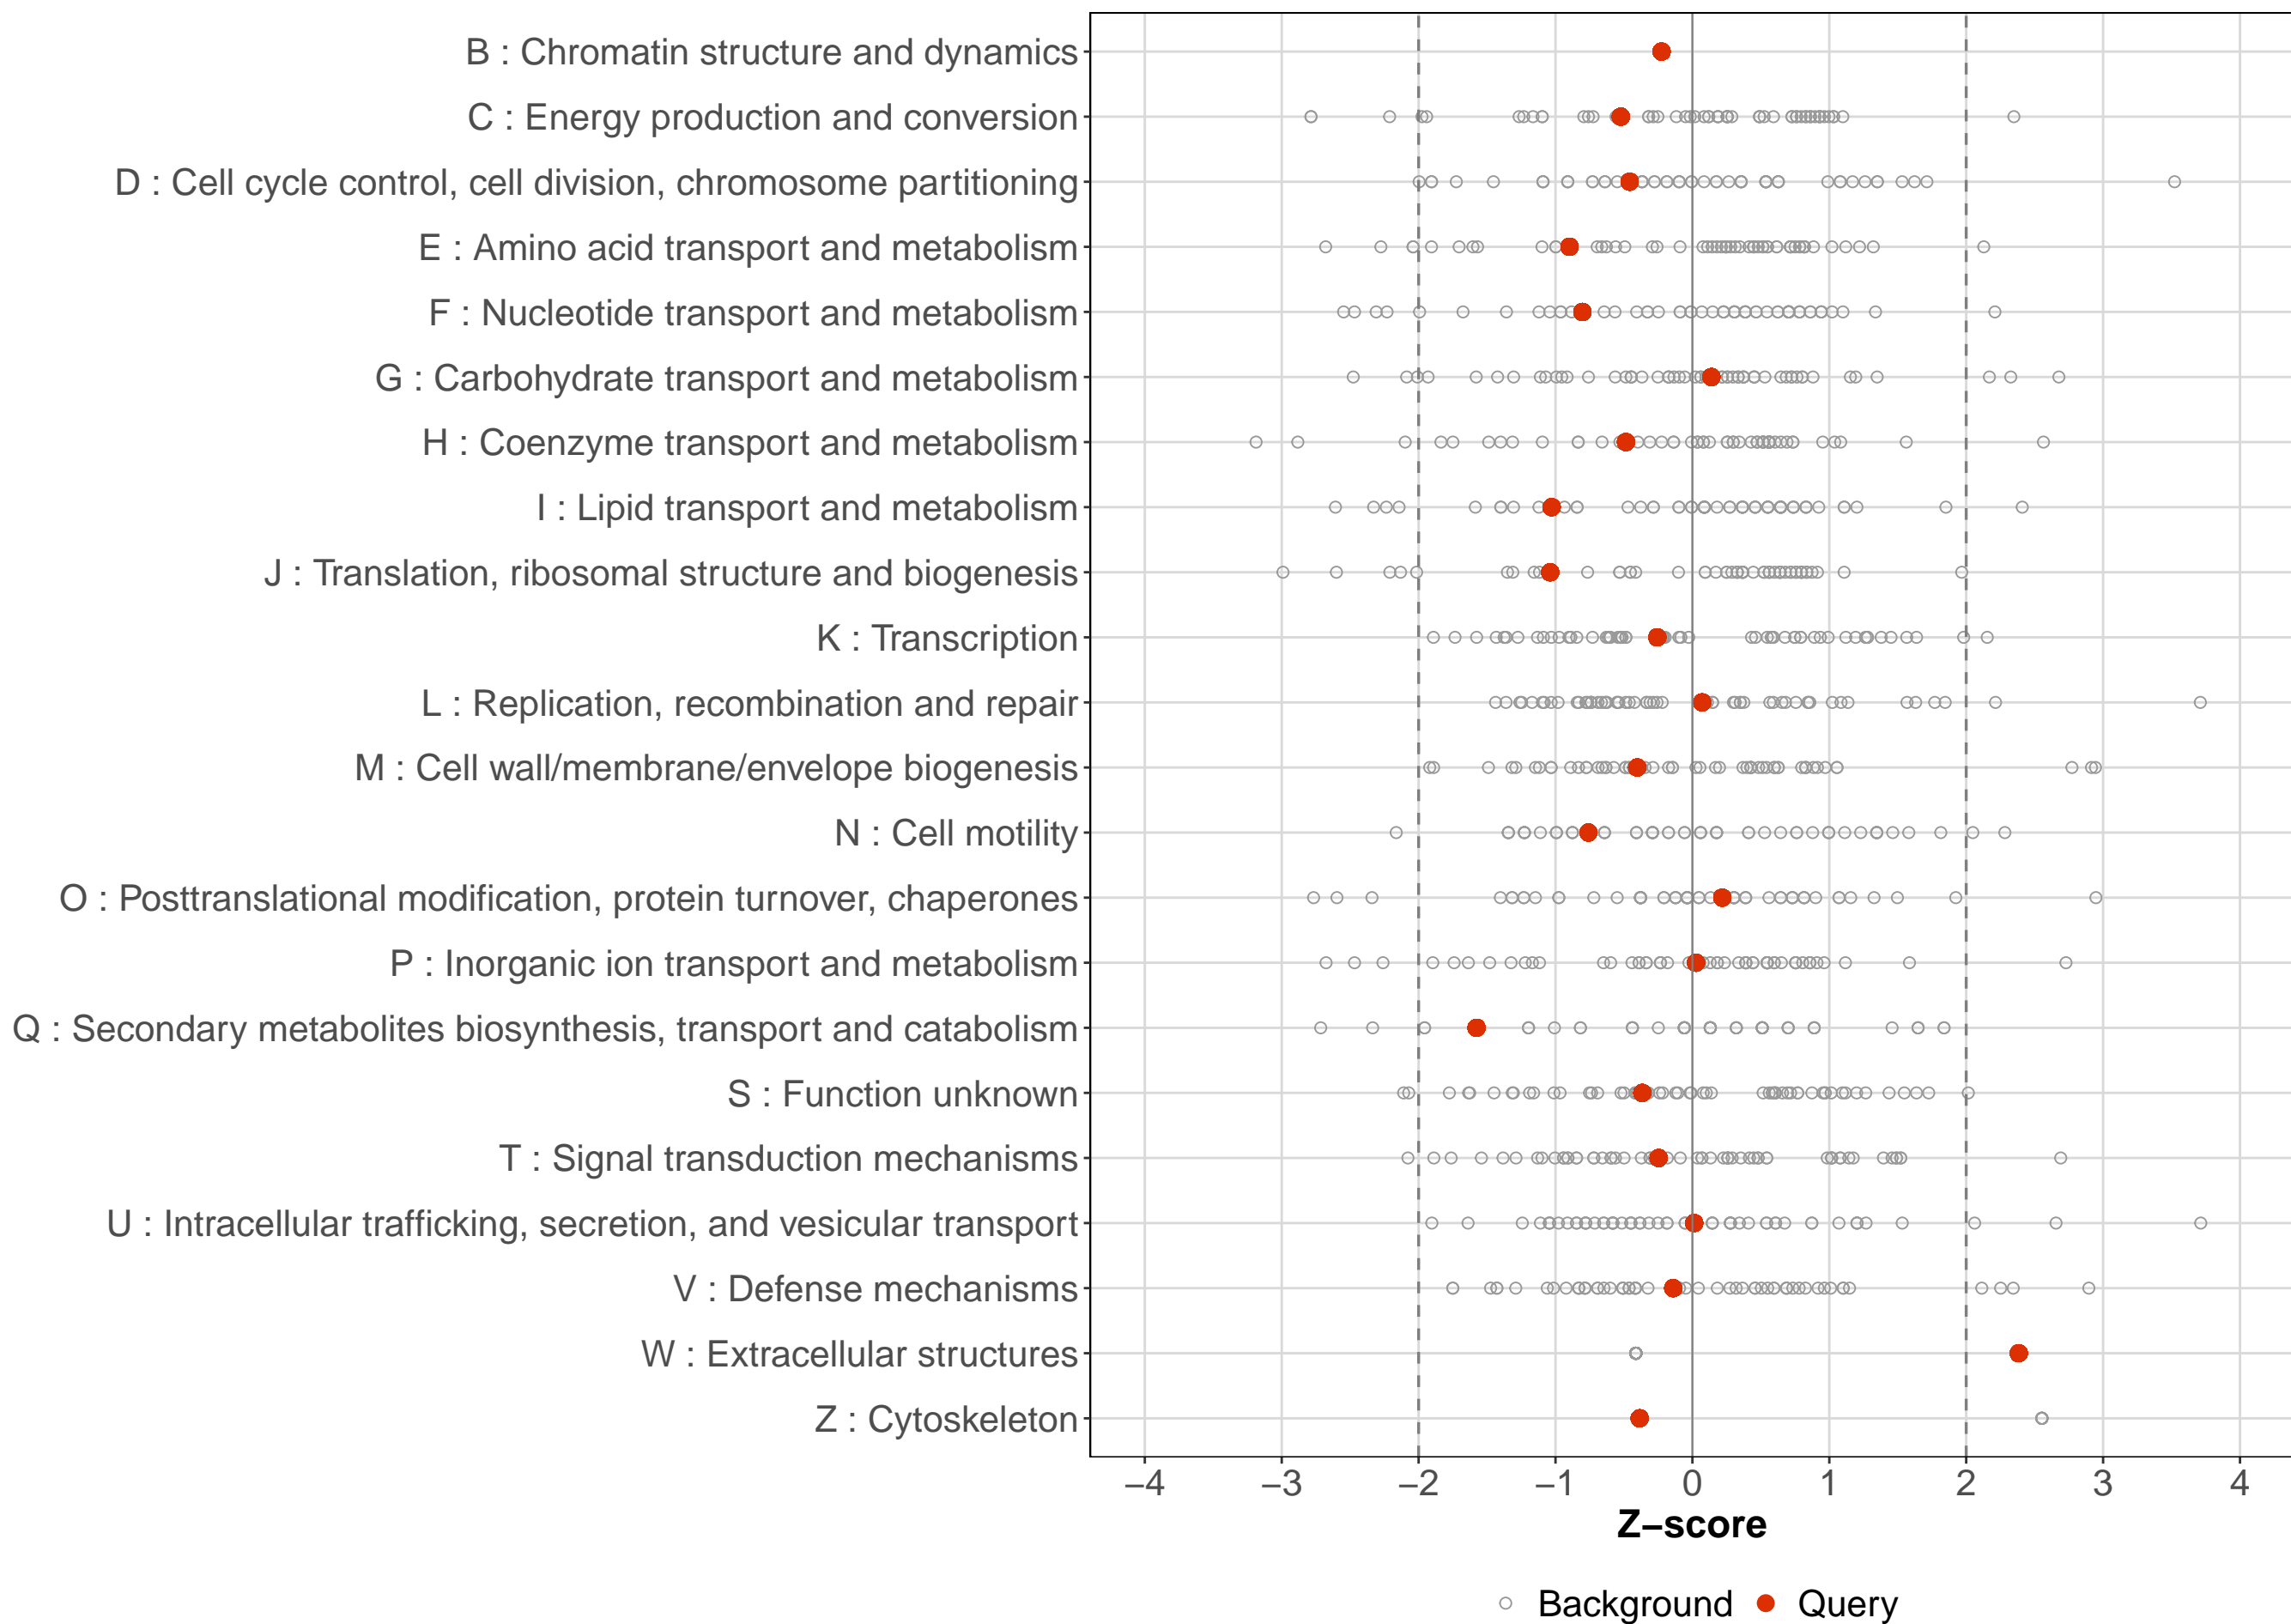 B : Chromatin structure and dynamics
C : Energy production and conversion
D : Cell cycle control, cell division, chromosome partitioning
E : Amino acid transport and metabolism
F : Nucleotide transport and metabolism
G : Carbohydrate transport and metabolism
H : Coenzyme transport and metabolism
I : Lipid transport and metabolism
J : Translation, ribosomal structure and biogenesis
K : Transcription
L : Replication, recombination and repair
M : Cell wall/membrane/envelope biogenesis
N : Cell motility
O : Posttranslational modification, protein turnover, chaperones
P : Inorganic ion transport and metabolism
Q : Secondary metabolites biosynthesis, transport and catabolism
S : Function unknown
T : Signal transduction mechanisms
U : Intracellular trafficking, secretion, and vesicular transport
V : Defense mechanisms
W : Extracellular structures
Z : Cytoskeleton
−4 −3 −2 −1 0 1 2 3 4
Z−score
Background Query